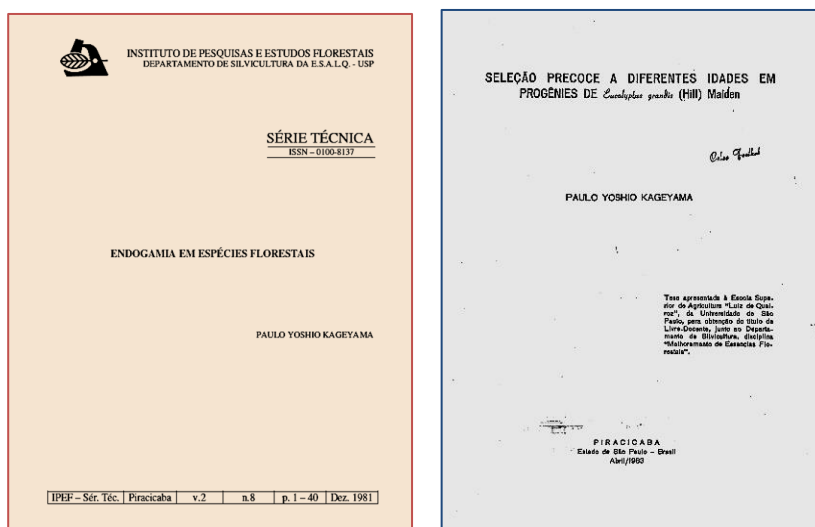 INSTITUTO DE PESQUISAS E ESTUDOS FLORESTAIS
DEPARTAMENTO DE SILVICULTURA DA E.S.A.L.Q. - USP
SÉRIE TÉCNICA
ISSN – 0100-8137
ENDOGAMIA EM ESPÉCIES FLORESTAIS
PAULO YOSHIO KAGEYAMA
IPEF – Sér. Téc. Piracicaba v.2 n.8 p. 1 – 40 Dez. 1981
SELEÇÃO PRECOCE A DIFERENTES IDADES EM
PROGÊNIES DE Eucalyptus grandis (Hill) Maiden
PAULO YOSHIO KAGEYAMA
Tese apresentada à Escola Supe-
rior de Agricultura "Luiz de Quei-
roz", da Universidade de São
Paulo, para obtenção do título de
Livre-Docente, junto ao Departa-
mento de Silvicultura, disciplina
"Melhoramento de Essências Flo-
restais".
PIRACICABA
Estado de São Paulo – Brasil
Abril/1983